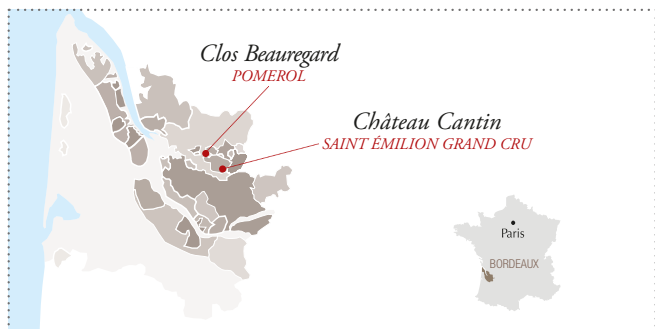 Clos Beauregard
POMEROL
Château Cantin
SAINT ÉMILION GRAND CRU
Paris
BORDEAUX